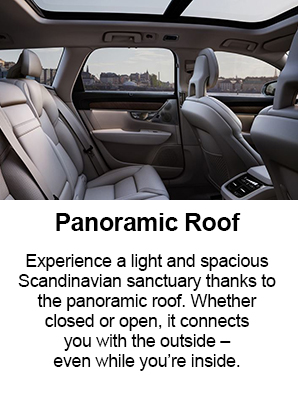 Panoramic Roof
Experience a light and spacious
Scandinavian sanctuary thanks to
the panoramic roof. Whether
closed or open, it connects
you with the outside –
even while you're inside.